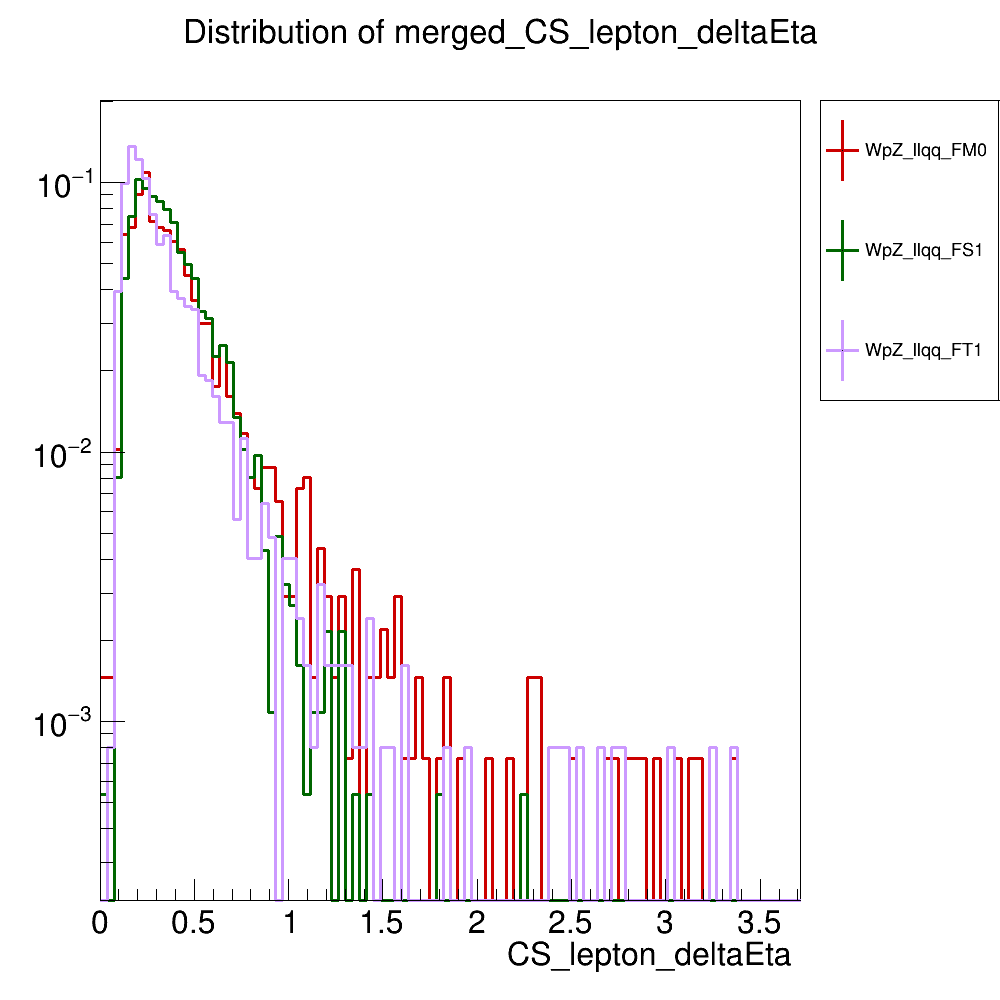 Distribution of merged_CS_lepton_deltaEta
WpZ_llqq_FM0
WpZ_llqq_FS1
WpZ_llqq_FT1
10⁻¹
10⁻²
10⁻³
0 0.5 1 1.5 2 2.5 3 3.5
CS_lepton_deltaEta